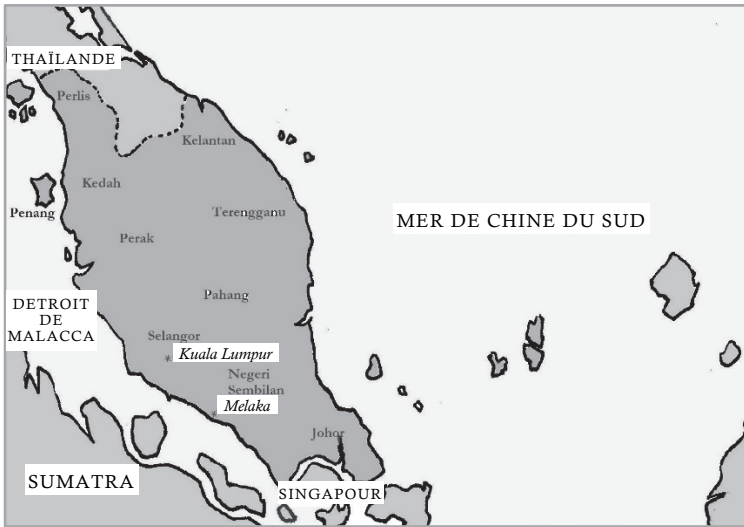 THAÏLANDE
Perlis
Kelantan
Kedah
Penang
Terengganu
MER DE CHINE DU SUD
Perak
Pahang
DETROIT
DE
MALACCA
Selangor
* Kuala Lumpur
Negeri
Sembilan
* Melaka
Johor
SUMATRA
SINGAPOUR